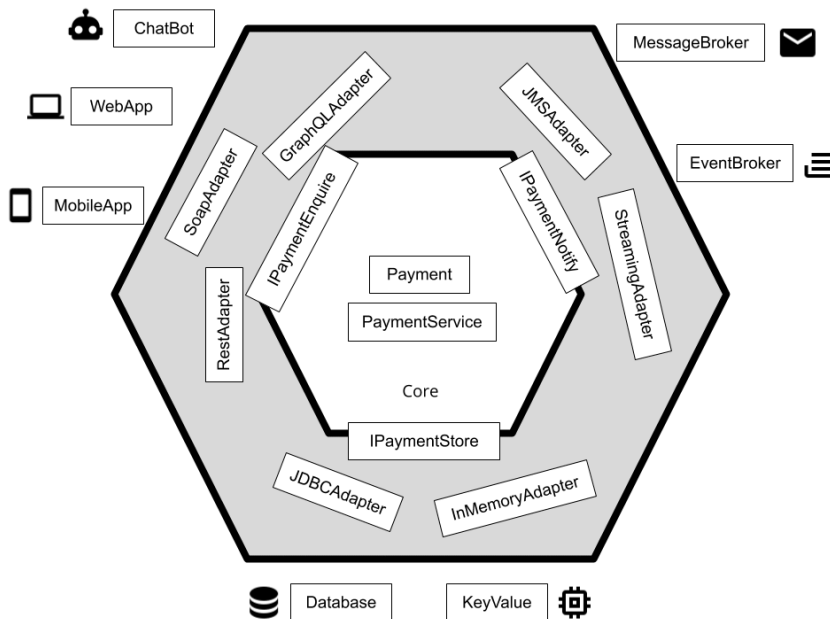 ChatBot
MessageBroker
WebApp
GraphQLAdapter
JMSAdapter
EventBroker
SoapAdapter
MobileApp
IPaymentEnquire
IPaymentNotify
StreamingAdapter
Payment
RestAdapter
PaymentService
Core
IPaymentStore
JDBCAdapter
InMemoryAdapter
Database
KeyValue